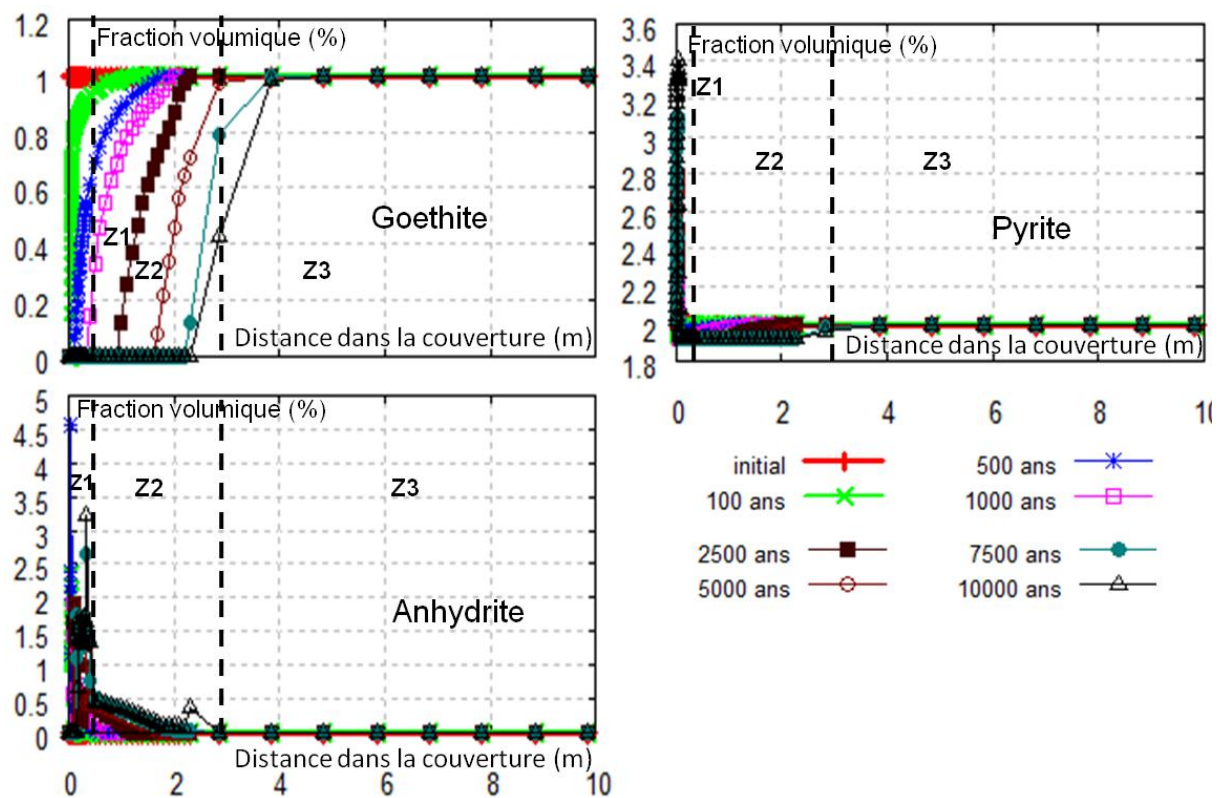 Fraction volumique (%)
1.2
1
0.8
0.6
0.4
0.2
0
Z1
Z2
Z3
Goethite
Distance dans la couverture (m)
Fraction volumique (%)
3.6
3.4
3.2
3
2.8
2.6
2.4
2.2
2
1.8
Z1
Z2
Z3
Pyrite
Distance dans la couverture (m)
0 2 4 6 8 10
Fraction volumique (%)
5
4.5
4
3.5
3
2.5
2
1.5
1
0.5
0
Z1
Z2
Z3
Anhydrite
Distance dans la couverture (m)
0 2 4 6 8 10
initial
100 ans
2500 ans
5000 ans
500 ans
1000 ans
7500 ans
10000 ans